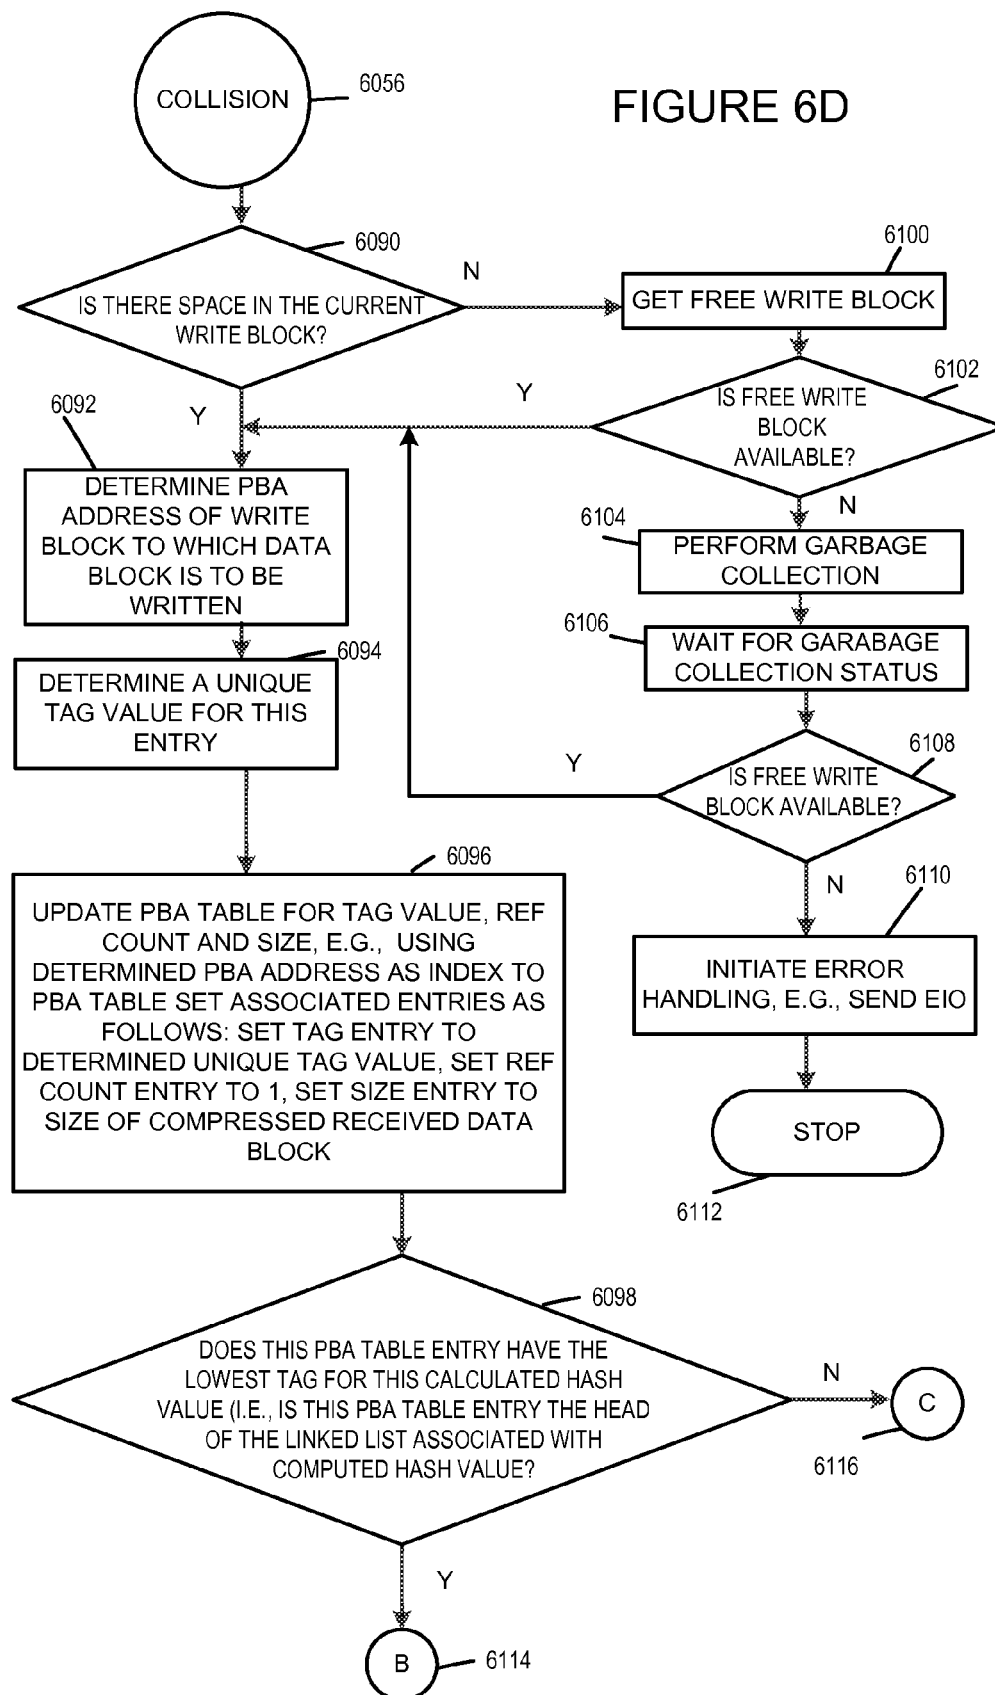 COLLISION
6056
FIGURE 6D
6090
IS THERE SPACE IN THE CURRENT
WRITE BLOCK?
N
Y
6100
GET FREE WRITE BLOCK
6102
IS FREE WRITE
BLOCK
AVAILABLE?
Y
N
6092
DETERMINE PBA
ADDRESS OF WRITE
BLOCK TO WHICH DATA
BLOCK IS TO BE
WRITTEN
6104
PERFORM GARBAGE
COLLECTION
6106
WAIT FOR GARABAGE
COLLECTION STATUS
6094
DETERMINE A UNIQUE
TAG VALUE FOR THIS
ENTRY
6108
IS FREE WRITE
BLOCK AVAILABLE?
Y
N
6096
UPDATE PBA TABLE FOR TAG VALUE, REF
COUNT AND SIZE, E.G., USING
DETERMINED PBA ADDRESS AS INDEX TO
PBA TABLE SET ASSOCIATED ENTRIES AS
FOLLOWS: SET TAG ENTRY TO
DETERMINED UNIQUE TAG VALUE, SET REF
COUNT ENTRY TO 1, SET SIZE ENTRY TO
SIZE OF COMPRESSED RECEIVED DATA
BLOCK
6110
INITIATE ERROR
HANDLING, E.G., SEND EIO
STOP
6112
6098
DOES THIS PBA TABLE ENTRY HAVE THE
LOWEST TAG FOR THIS CALCULATED HASH
VALUE (I.E., IS THIS PBA TABLE ENTRY THE HEAD
OF THE LINKED LIST ASSOCIATED WITH
COMPUTED HASH VALUE?
N
C
6116
Y
B
6114